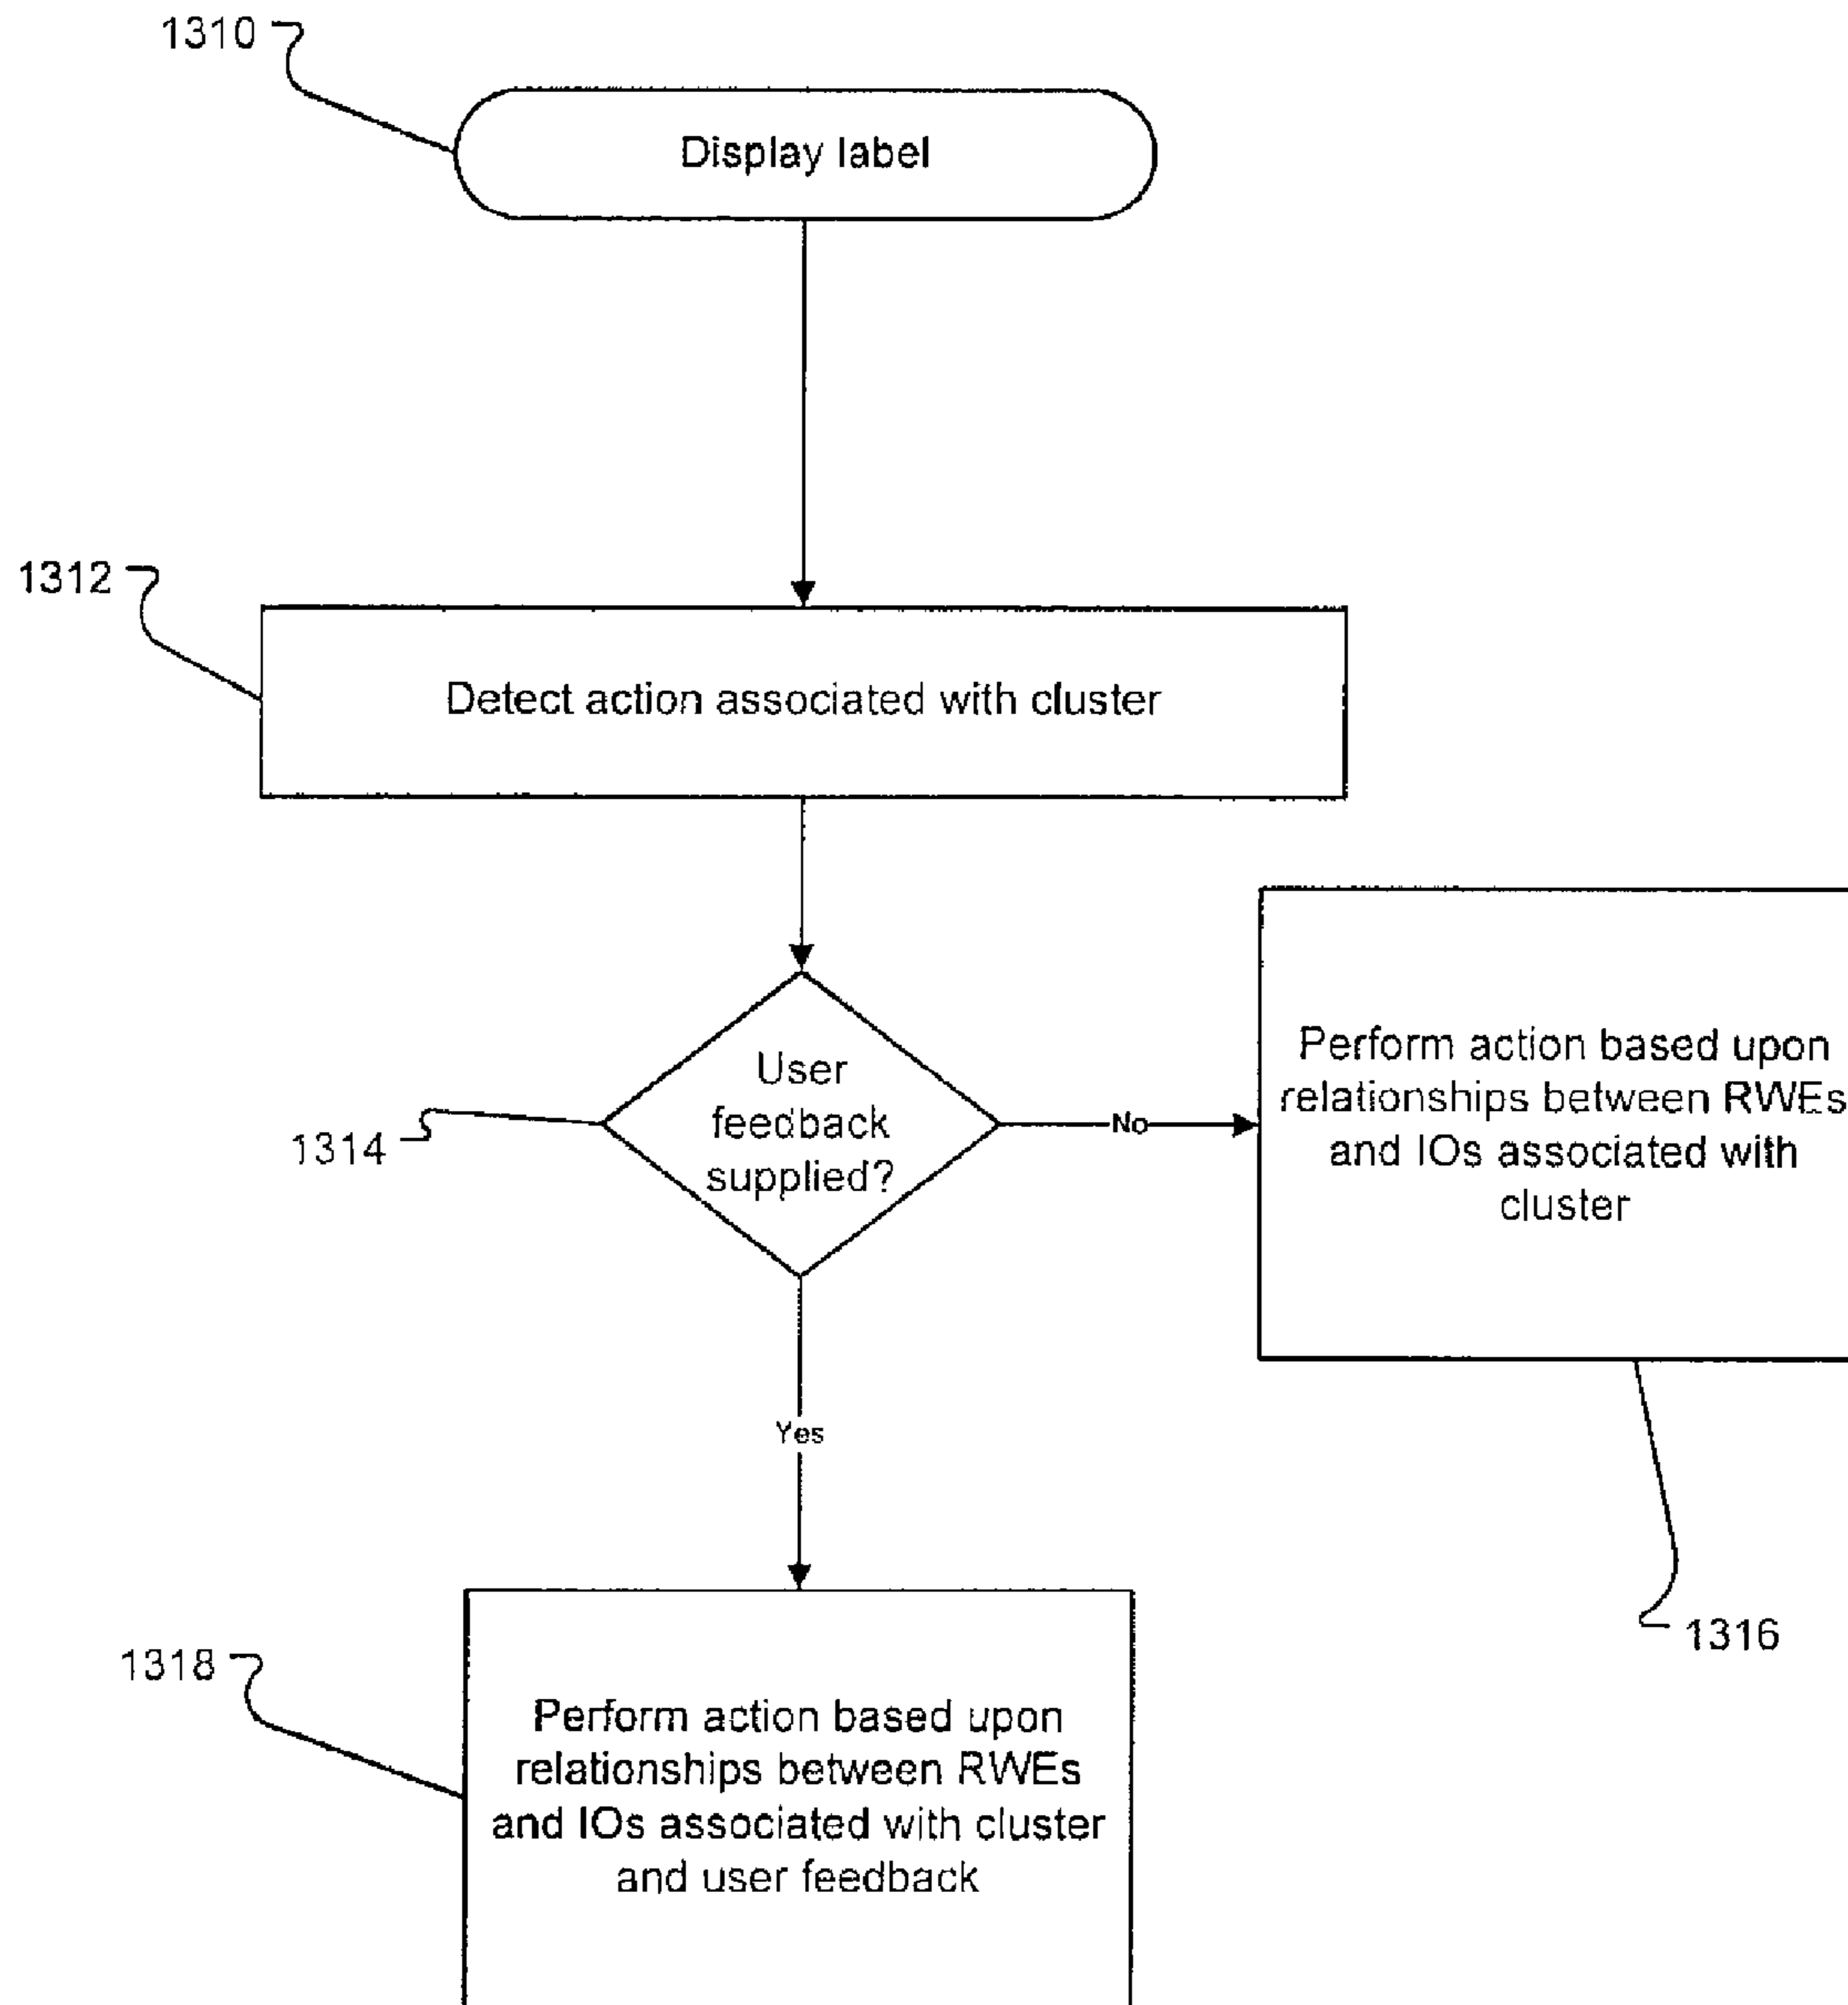 1310
Display label
1312
Detect action associated with cluster
1314
User
feedback
supplied?
No
Perform action based upon
relationships between RWEs
and IOs associated with
cluster
1316
Yes
1318
Perform action based upon
relationships between RWEs
and IOs associated with cluster
and user feedback